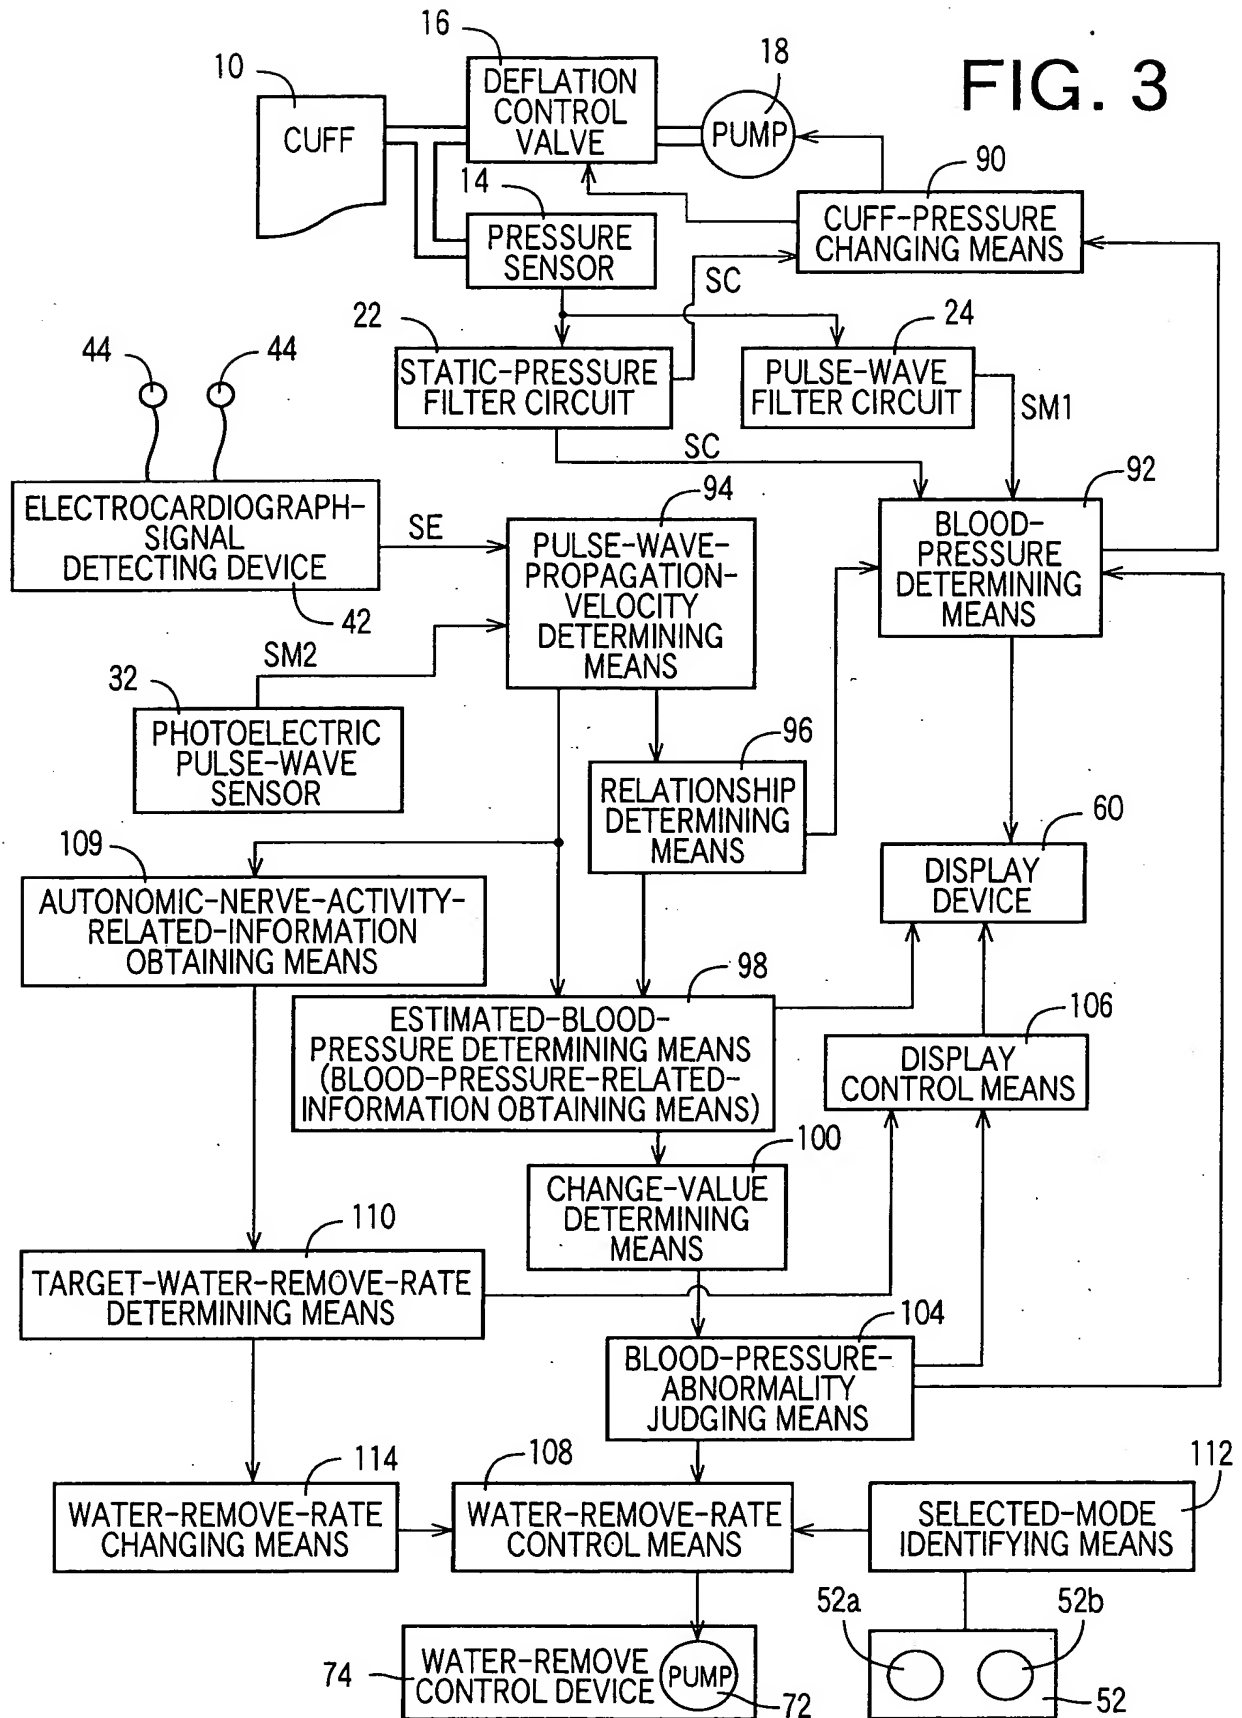 FIG. 3
16
10
18
DEFLATION
CONTROL
VALVE
CUFF
PUMP
14
90
PRESSURE
SENSOR
CUFF-PRESSURE
CHANGING MEANS
SC
22
24
44
44
STATIC-PRESSURE
FILTER CIRCUIT
PULSE-WAVE
FILTER CIRCUIT
SM1
SC
92
94
ELECTROCARDIOGRAPH-
SIGNAL
DETECTING DEVICE
42
SE
PULSE-WAVE-
PROPAGATION-
VELOCITY
DETERMINING
MEANS
BLOOD-
PRESSURE
DETERMINING
MEANS
SM2
32
PHOTOELECTRIC
PULSE-WAVE
SENSOR
96
RELATIONSHIP
DETERMINING
MEANS
60
DISPLAY
DEVICE
109
AUTONOMIC-NERVE-ACTIVITY-
RELATED-INFORMATION
OBTAINING MEANS
98
ESTIMATED-BLOOD-
PRESSURE DETERMINING MEANS
(BLOOD-PRESSURE-RELATED-
INFORMATION OBTAINING MEANS)
106
DISPLAY
CONTROL MEANS
100
CHANGE-VALUE
DETERMINING
MEANS
110
TARGET-WATER-REMOVE-RATE
DETERMINING MEANS
104
BLOOD-PRESSURE-
ABNORMALITY
JUDGING MEANS
114
WATER-REMOVE-RATE
CHANGING MEANS
108
WATER-REMOVE-RATE
CONTROL MEANS
112
SELECTED-MODE
IDENTIFYING MEANS
52a
52b
74
WATER-REMOVE
CONTROL DEVICE
PUMP
72
52